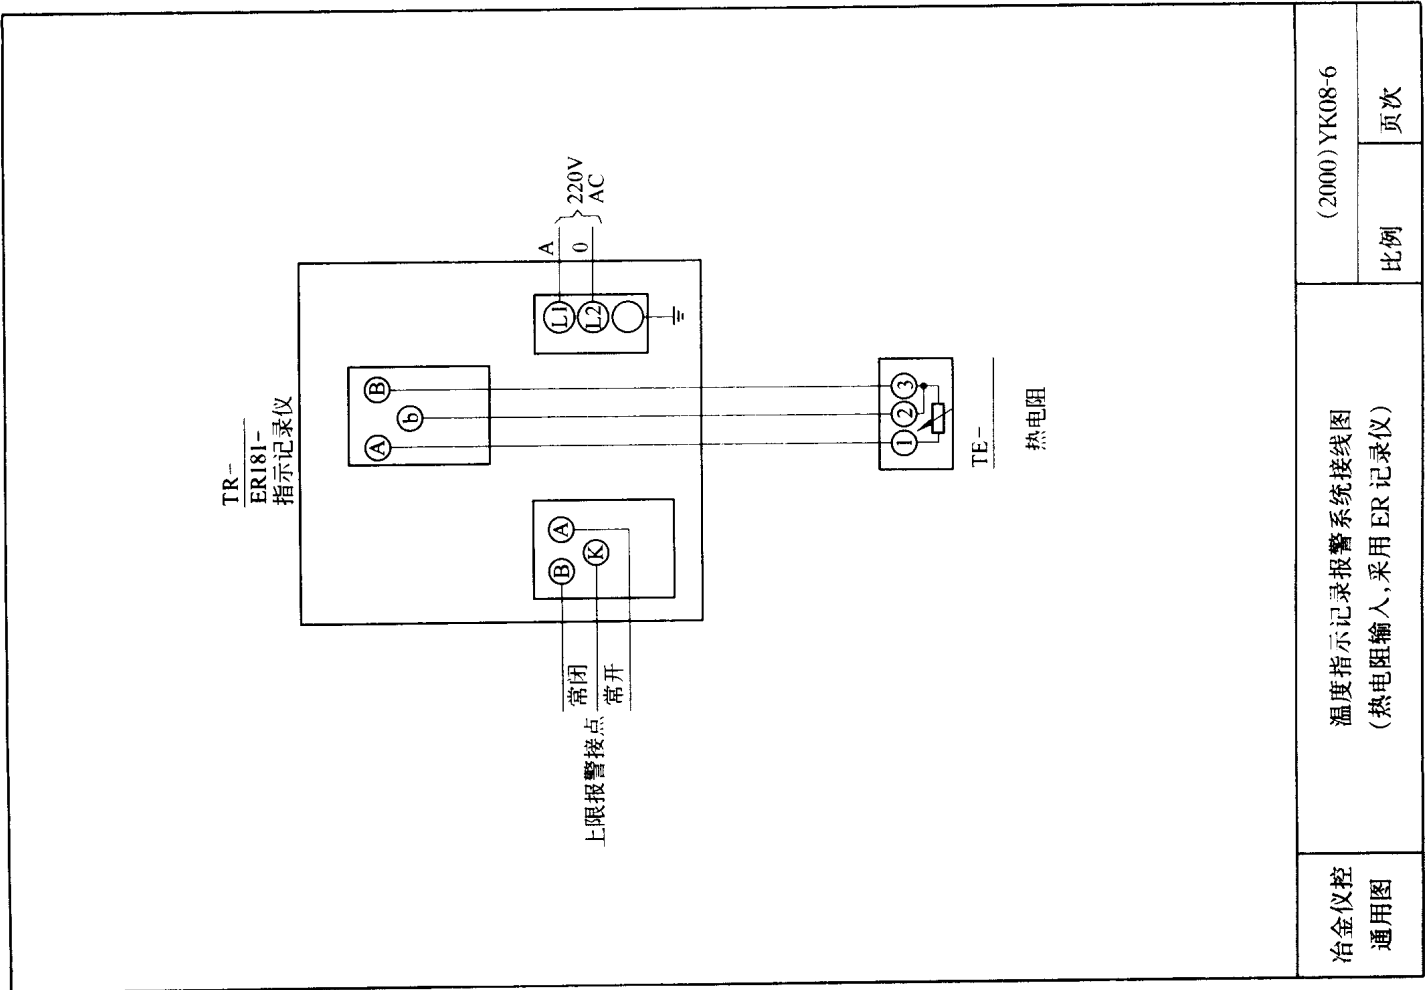 TR-
ER181-
指示记录仪
A
b
B
L1
L2
A
0
220V
AC
B
K
A
常闭
上限报警接点
常开
1
2
3
TE-
热电阻
冶金仪控
通用图
温度指示记录报警系统接线图
(热电阻输入,采用 ER 记录仪)
(2000)YK08-6
比例
页次